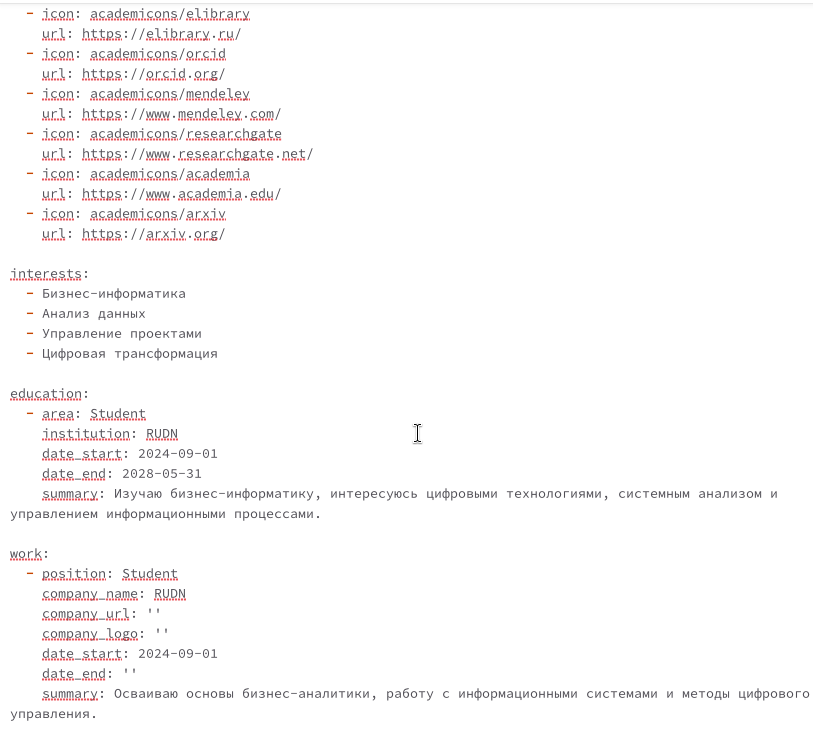 - icon: academicons/elibrary
url: https://elibrary.ru/
- icon: academicons/orcid
url: https://orcid.org/
- icon: academicons/mendeley
url: https://www.mendeley.com/
- icon: academicons/researchgate
url: https://www.researchgate.net/
- icon: academicons/academia
url: https://www.academia.edu/
- icon: academicons/arxiv
url: https://arxiv.org/
interests:
- Бизнес-информатика
- Анализ данных
- Управление проектами
- Цифровая трансформация
education:
- area: Student
institution: RUDN
date_start: 2024-09-01
date_end: 2028-05-31
summary: Изучаю бизнес-информатику, интересуюсь цифровыми технологиями, системным анализом и
управлением информационными процессами.
work:
- position: Student
company_name: RUDN
company_url: ''
company_logo: ''
date_start: 2024-09-01
date_end: ''
summary: Осваиваю основы бизнес-аналитики, работу с информационными системами и методы цифрового
управления.